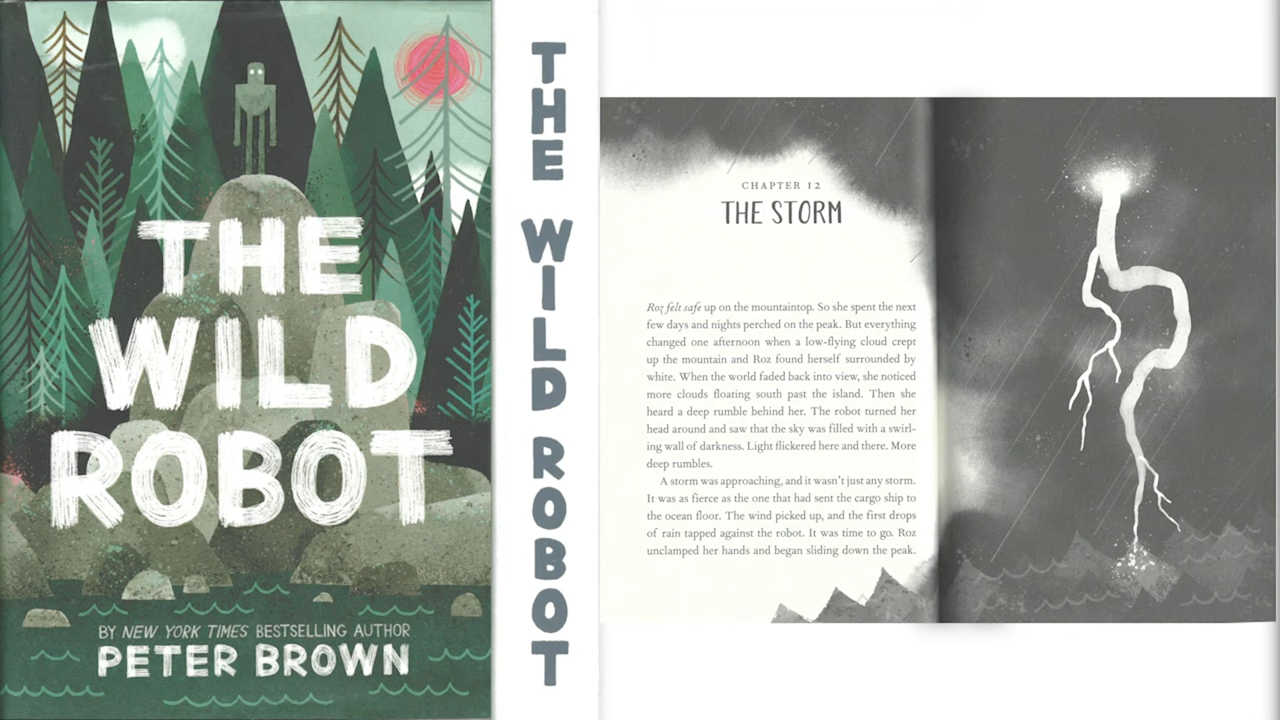 THE
WILD
ROBOT
BY NEW YORK TIMES BESTSELLING AUTHOR
PETER BROWN
THE WILD ROBOT
CHAPTER 12
THE STORM
Roz felt safe up on the mountaintop. So she spent the next
few days and nights perched on the peak. But everything
changed one afternoon when a low-flying cloud crept
up the mountain and Roz found herself surrounded by
white. When the world faded back into view, she noticed
more clouds floating south past the island. Then she
heard a deep rumble behind her. The robot turned her
head around and saw that the sky was filled with a swirl-
ing wall of darkness. Light flickered here and there. More
deep rumbles.
A storm was approaching, and it wasn't just any storm.
It was as fierce as the one that had sent the cargo ship to
the ocean floor. The wind picked up, and the first drops
of rain tapped against the robot. It was time to go. Roz
unclamped her hands and began sliding down the peak.